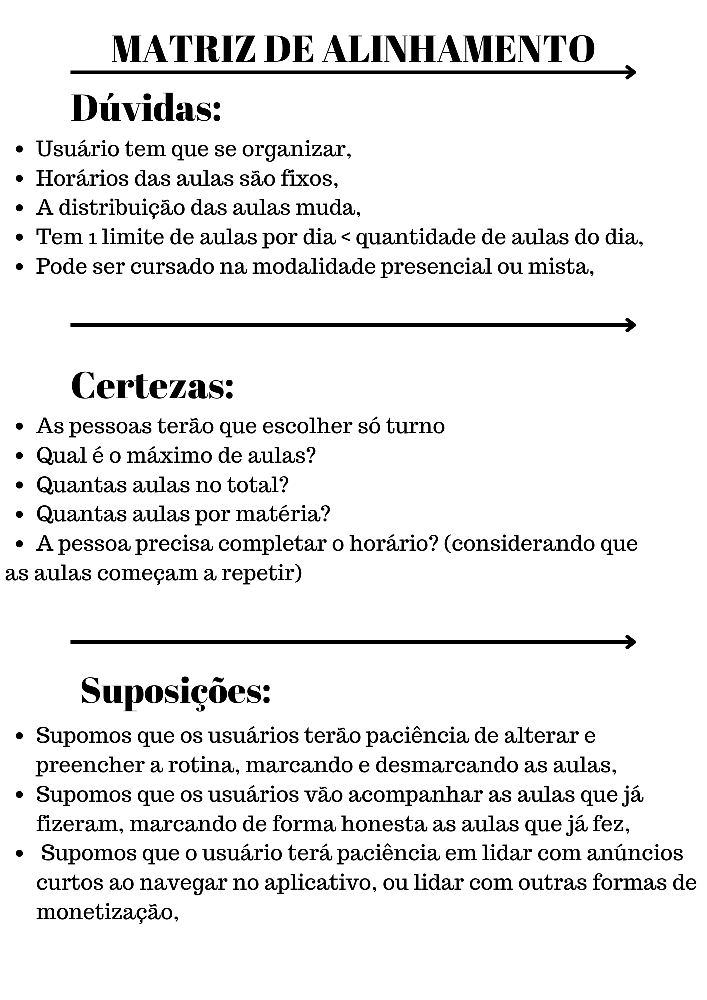 MATRIZ DE ALINHAMENTO
Dúvidas:
• Usuário tem que se organizar,
• Horários das aulas são fixos,
• A distribuição das aulas muda,
• Tem 1 limite de aulas por dia < quantidade de aulas do dia,
• Pode ser cursado na modalidade presencial ou mista,
Certezas:
• As pessoas terão que escolher só turno
• Qual é o máximo de aulas?
• Quantas aulas no total?
• Quantas aulas por matéria?
• A pessoa precisa completar o horário? (considerando que
as aulas começam a repetir)
Suposições:
• Supomos que os usuários terão paciência de alterar e
preencher a rotina, marcando e desmarcando as aulas,
• Supomos que os usuários vão acompanhar as aulas que já
fizeram, marcando de forma honesta as aulas que já fez,
• Supomos que o usuário terá paciência em lidar com anúncios
curtos ao navegar no aplicativo, ou lidar com outras formas de
monetização,